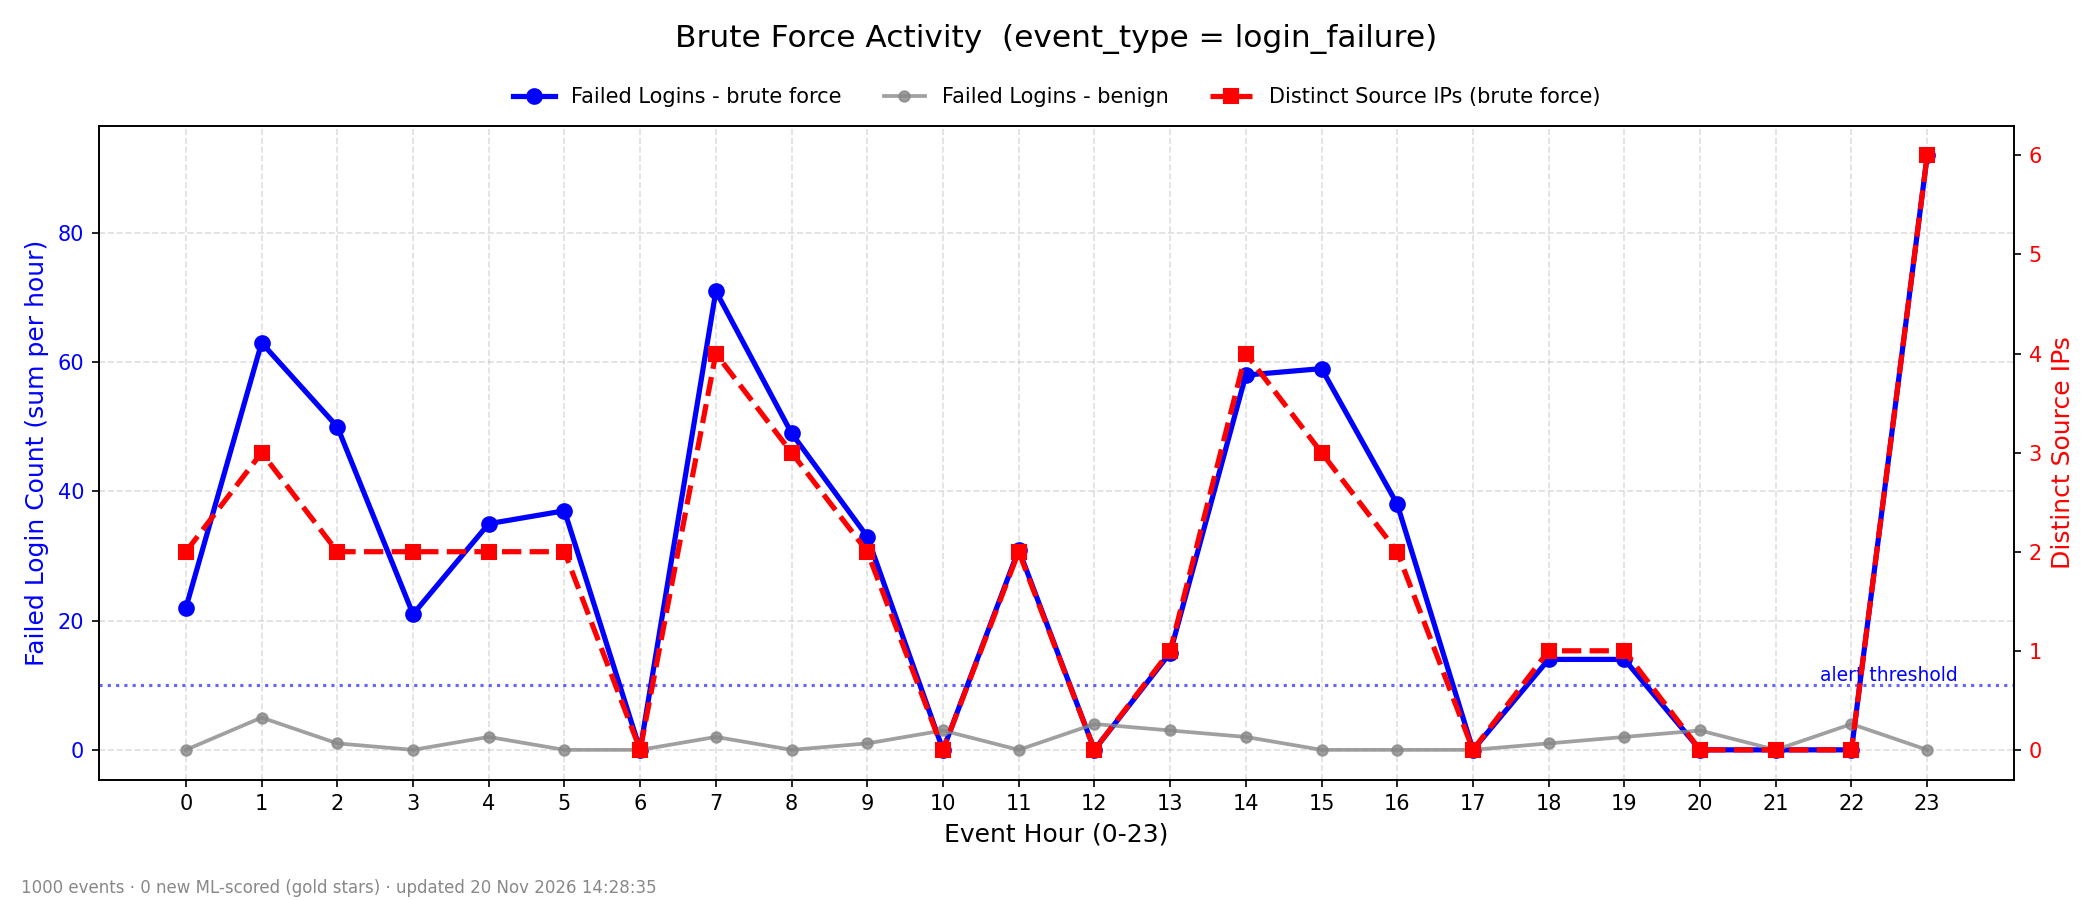 Brute Force Activity  (event_type = login_failure)
Failed Logins - brute force
Failed Logins - benign
Distinct Source IPs (brute force)
Failed Login Count (sum per hour)
80
60
40
20
0
6
5
4
3
2
1
0
Distinct Source IPs
alert threshold
0 1 2 3 4 5 6 7 8 9 10 11 12 13 14 15 16 17 18 19 20 21 22 23
Event Hour (0-23)
1000 events · 0 new ML-scored (gold stars) · updated 20 Nov 2026 14:28:35